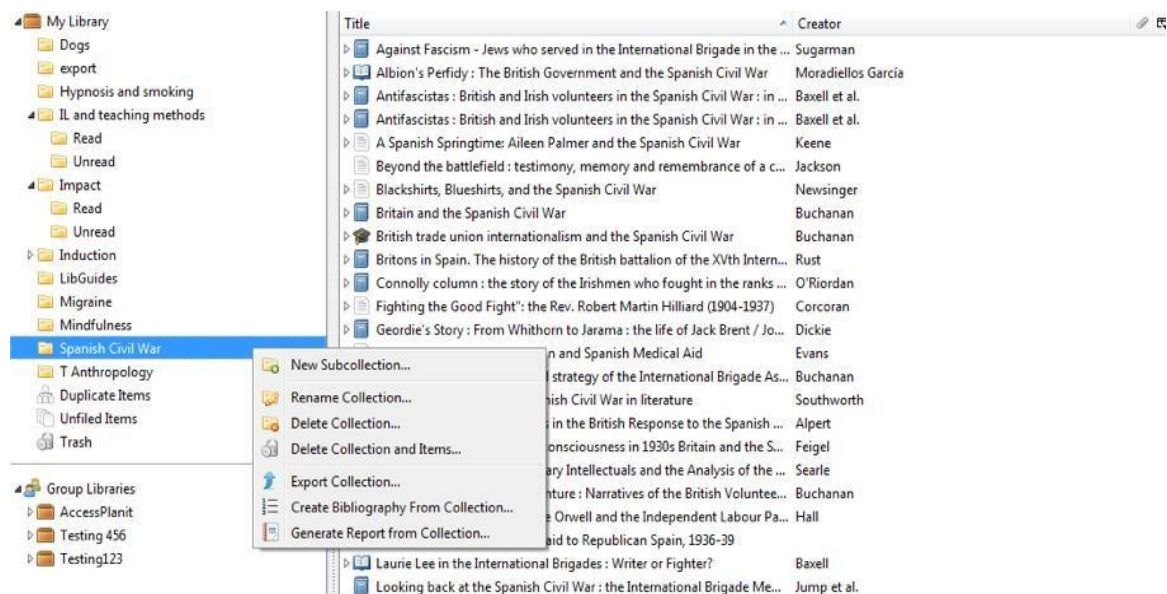 My Library
Dogs
export
Hypnosis and smoking
IL and teaching methods
Read
Unread
Impact
Read
Unread
Induction
LibGuides
Migraine
Mindfulness
Spanish Civil War
T Anthropology
Duplicate Items
Unfiled Items
Trash
Group Libraries
AccessPlanit
Testing 456
Testing123
New Subcollection...
Rename Collection...
Delete Collection...
Delete Collection and Items...
Export Collection...
Create Bibliography From Collection...
Generate Report from Collection...
Title Creator
Against Fascism - Jews who served in the International Brigade in the ... Sugarman
Albion's Perfidy : The British Government and the Spanish Civil War Moradiellos García
Antifascistas : British and Irish volunteers in the Spanish Civil War : in ... Baxell et al.
Antifascistas : British and Irish volunteers in the Spanish Civil War : in ... Baxell et al.
A Spanish Springtime: Aileen Palmer and the Spanish Civil War Keene
Beyond the battlefield : testimony, memory and remembrance of a c... Jackson
Blackshirts, Blueshirts, and the Spanish Civil War Newsinger
Britain and the Spanish Civil War Buchanan
British trade union internationalism and the Spanish Civil War Buchanan
Britons in Spain. The history of the British battalion of the XVth Intern... Rust
Connolly column : the story of the Irishmen who fought in the ranks ... O'Riordan
Fighting the Good Fight": the Rev. Robert Martin Hilliard (1904-1937) Corcoran
Geordie's Story : From Whithorn to Jarama : the life of Jack Brent / Jo... Dickie
n and Spanish Medical Aid Evans
strategy of the International Brigade As... Buchanan
ish Civil War in literature Southworth
in the British Response to the Spanish ... Alpert
onsciousness in 1930s Britain and the S... Feigel
ary Intellectuals and the Analysis of the ... Searle
nture : Narratives of the British Voluntee... Buchanan
e Orwell and the Independent Labour Pa... Hall
aid to Republican Spain, 1936-39
Laurie Lee in the International Brigades : Writer or Fighter? Baxell
Looking back at the Spanish Civil War : the International Brigade Me... Jump et al.